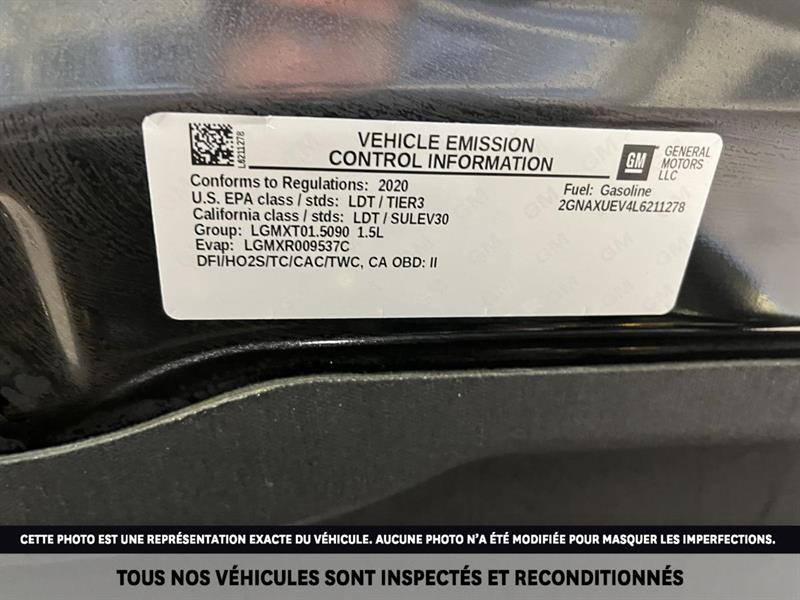 L6211278
VEHICLE EMISSION
CONTROL INFORMATION
GM
GENERAL
MOTORS
LLC
Conforms to Regulations: 2020
U.S. EPA class / stds: LDT / TIER3
California class / stds: LDT / SULEV30
Group: LGMXT01.5090 1.5L
Evap: LGMXR009537C
DFI/HO2S/TC/CAC/TWC, CA OBD: II
Fuel: Gasoline
2GNAXUEV4L6211278
CETTE PHOTO EST UNE REPRÉSENTATION EXACTE DU VÉHICULE. AUCUNE PHOTO N'A ÉTÉ MODIFIÉE POUR MASQUER LES IMPERFECTIONS.
TOUS NOS VÉHICULES SONT INSPECTÉS ET RECONDITIONNÉS